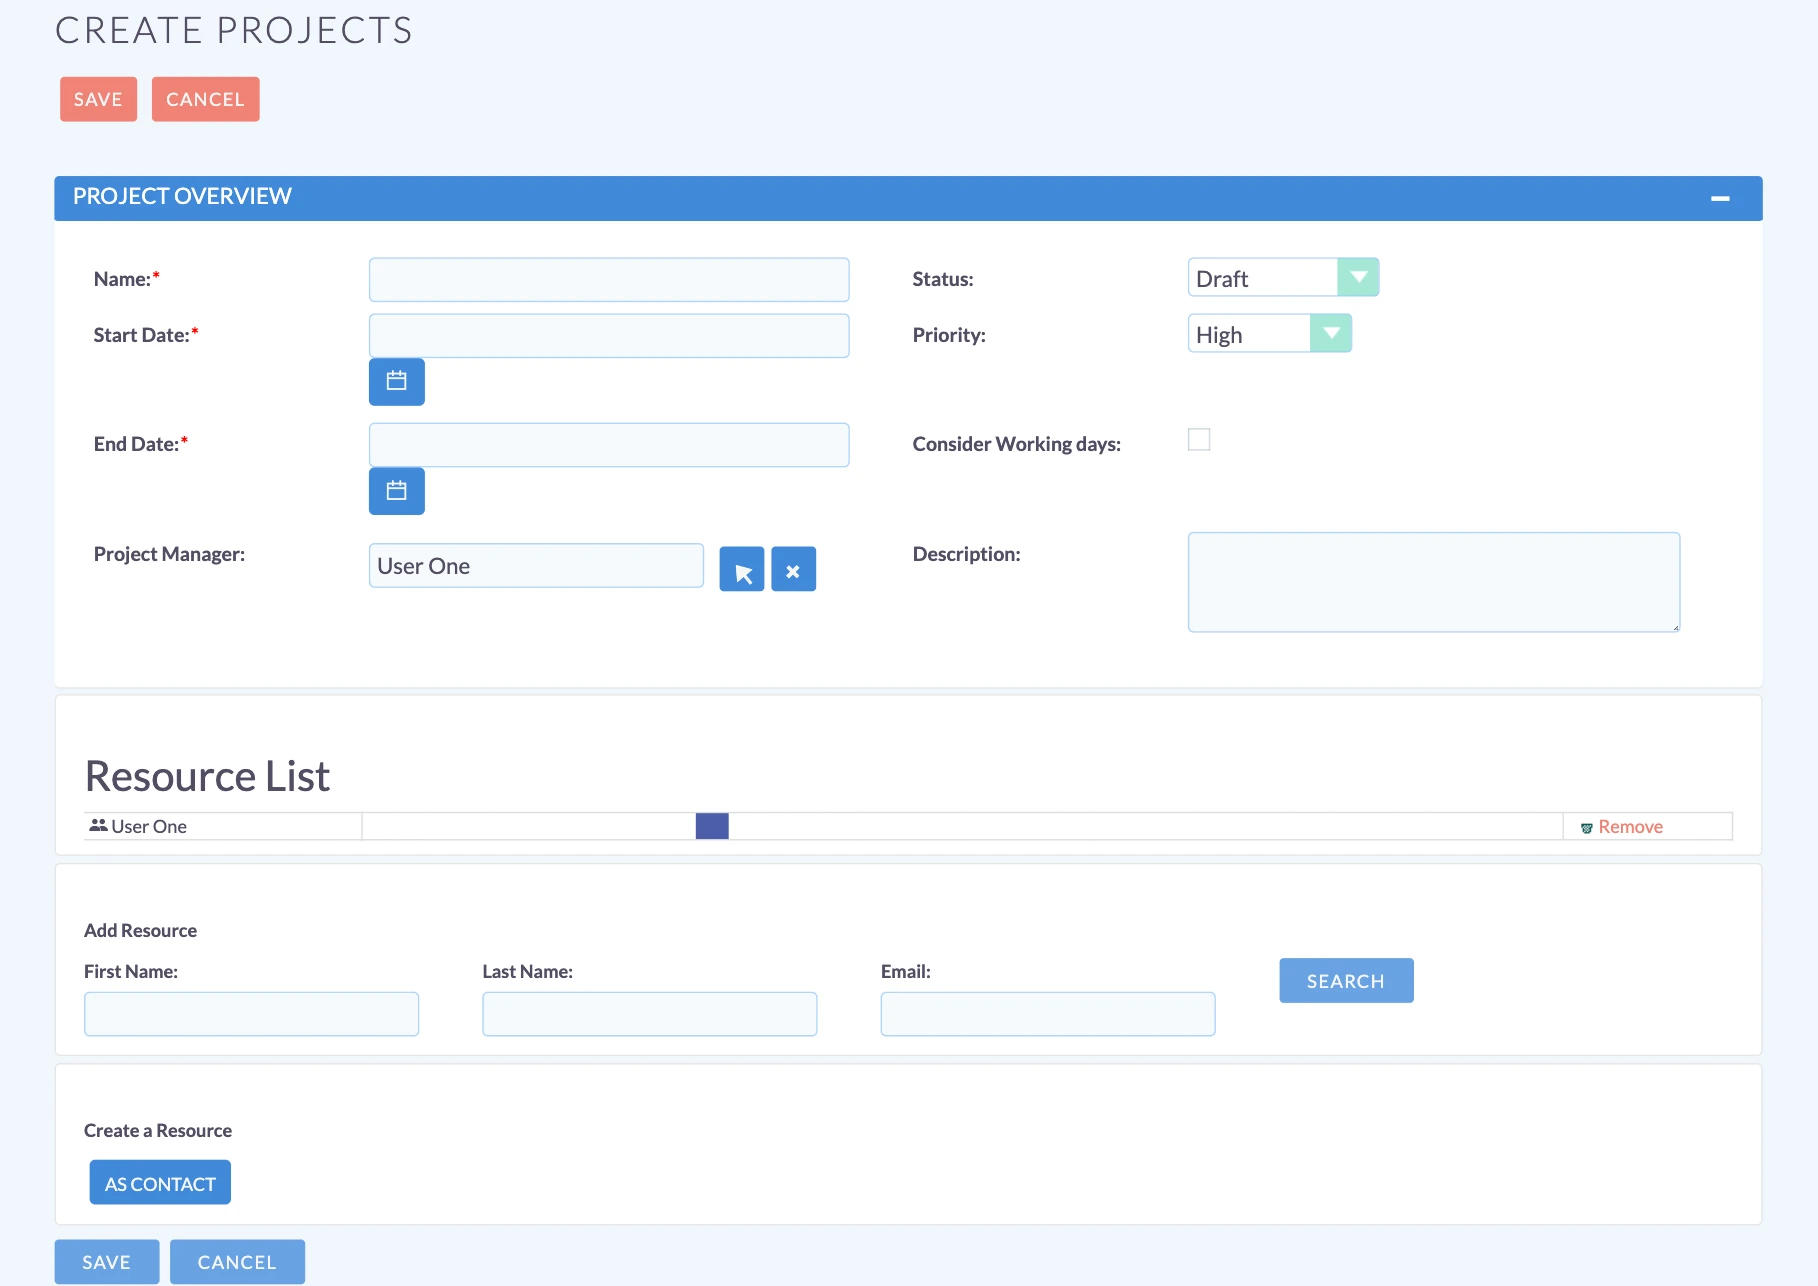 CREATE PROJECTS
SAVE CANCEL
PROJECT OVERVIEW
Name:* Status: Draft
Start Date:* Priority: High
End Date:* Consider Working days:
Project Manager: User One Description:
Resource List
User One Remove
Add Resource
First Name: Last Name: Email: SEARCH
Create a Resource
AS CONTACT
SAVE CANCEL